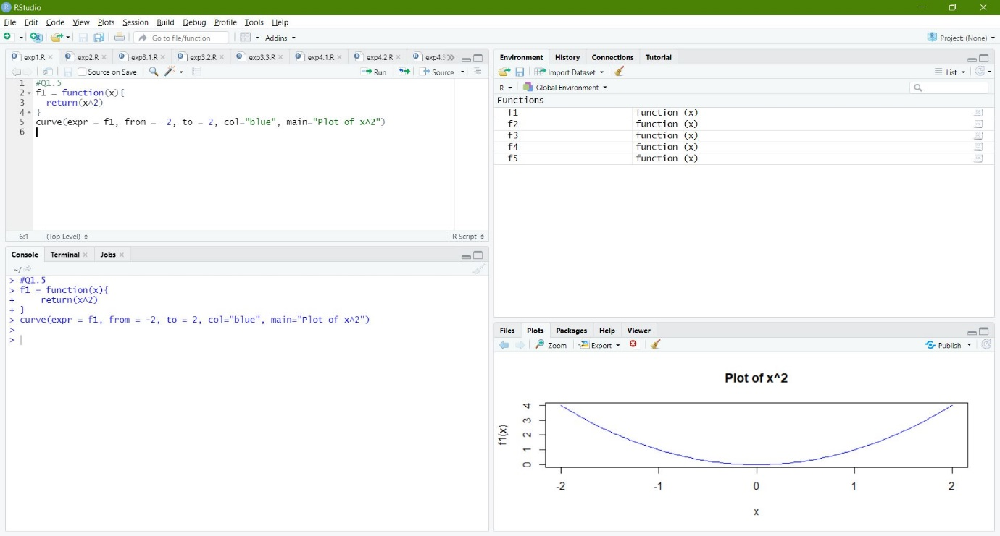 RStudio
File Edit Code View Plots Session Build Debug Profile Tools Help
Go to file/function Addins Project: (None)
exp1.R exp2.R exp3.1.R exp3.2.R exp3.3.R exp4.1.R exp4.2.R exp4.3
Source on Save Run Source
1 #Q1.5
2 f1 = function(x){
3 return(x^2)
4 }
5 curve(expr = f1, from = -2, to = 2, col="blue", main="Plot of x^2")
6
6:1 (Top Level) R Script
Console Terminal Jobs
~/
> #Q1.5
> f1 = function(x){
+ return(x^2)
+ }
> curve(expr = f1, from = -2, to = 2, col="blue", main="Plot of x^2")
>
>
Environment History Connections Tutorial
Import Dataset List
R Global Environment
Functions
f1 function (x)
f2 function (x)
f3 function (x)
f4 function (x)
f5 function (x)
Files Plots Packages Help Viewer
Zoom Export Publish
Plot of x^2
f1(x)
4
3
2
1
0
-2 -1 0 1 2
x